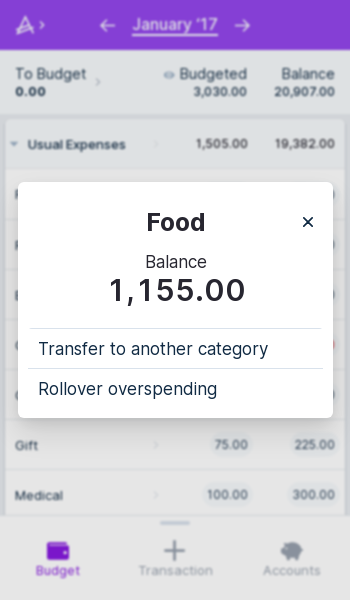 January '17
To Budget
Budgeted
Balance
0.00
3,030.00
20,907.00
Usual Expenses
1,505.00
19,382.00
Food
Balance
1,155.00
Transfer to another category
Rollover overspending
Gift
75.00
225.00
Medical
100.00
300.00
Budget
Transaction
Accounts